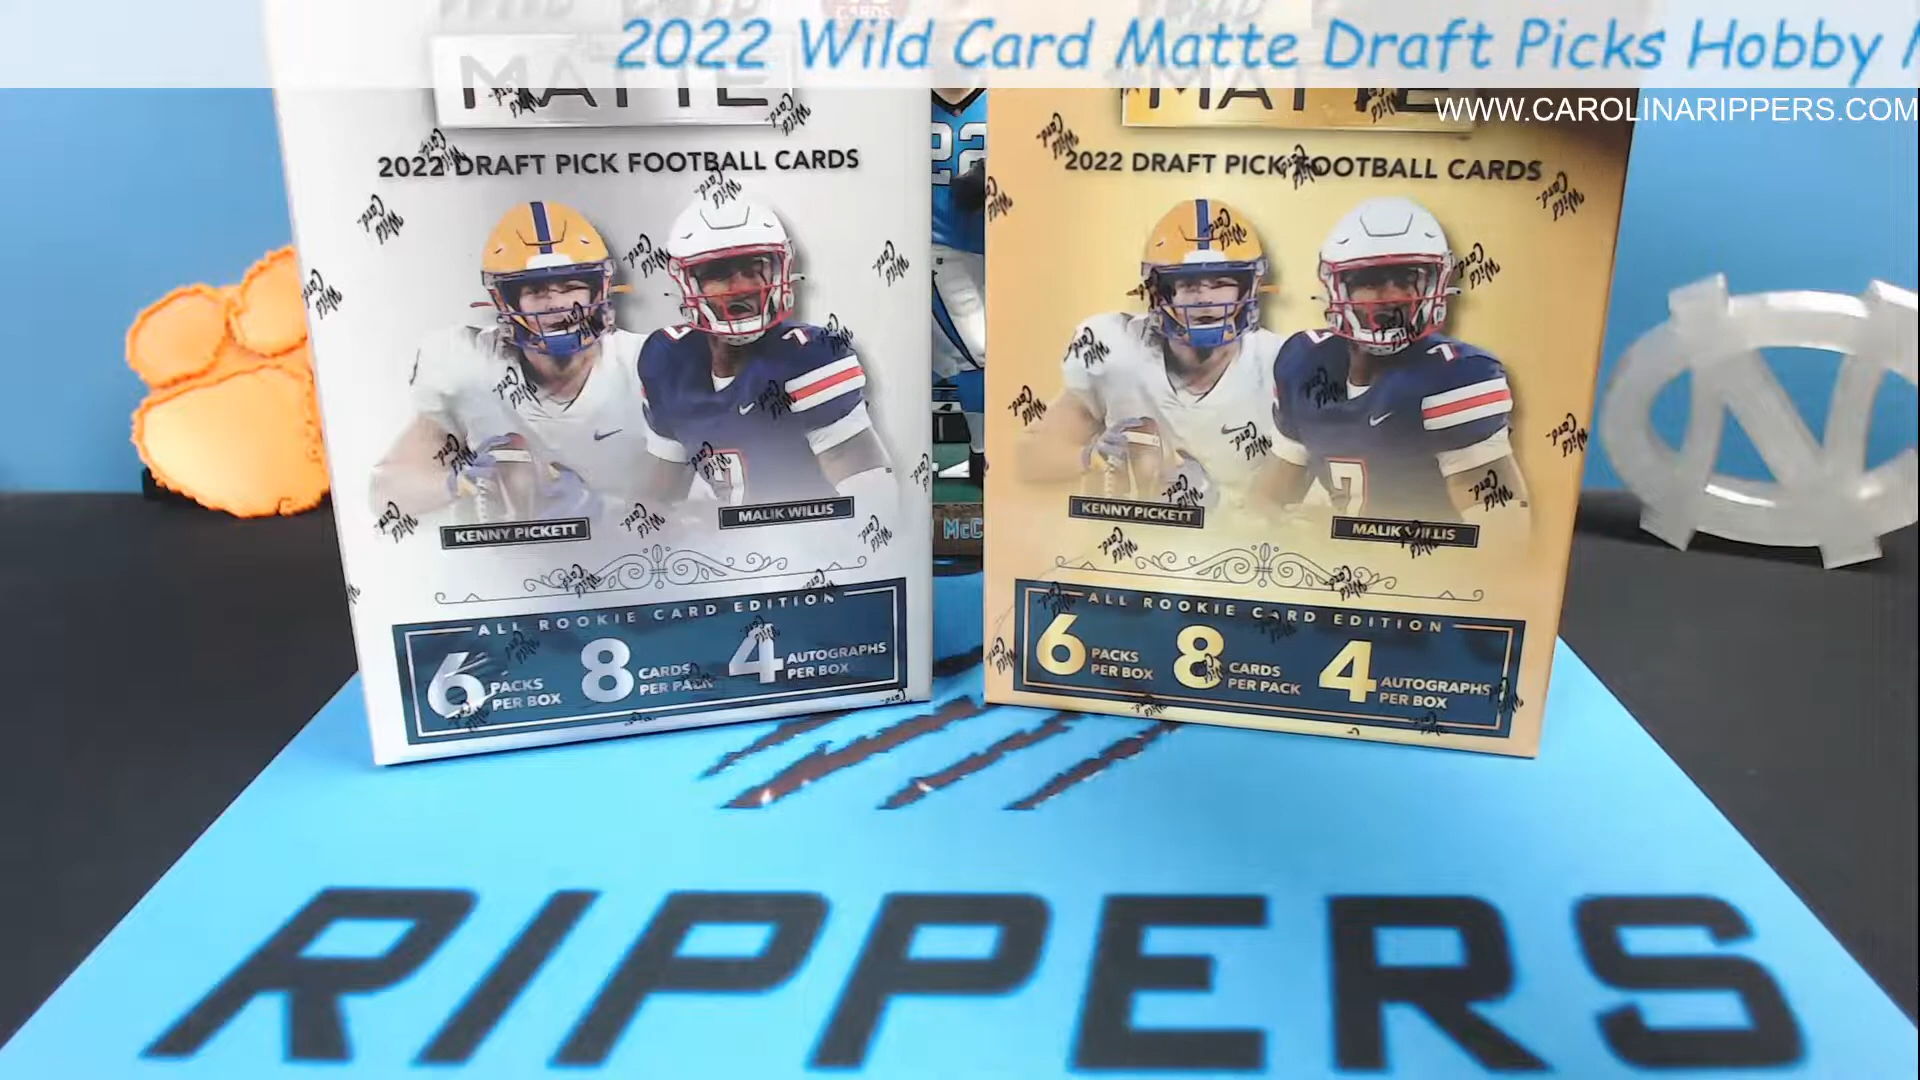 2022 Wild Card Matte Draft Picks Hobby
WWW.CAROLINARIPPERS.COM
MATTE
2022 DRAFT PICK FOOTBALL CARDS
KENNY PICKETT
MALIK WILLIS
ALL ROOKIE CARD EDITION
6 PACKS PER BOX 8 CARDS PER PACK 4 AUTOGRAPHS PER BOX
MATTE
2022 DRAFT PICK FOOTBALL CARDS
KENNY PICKETT
MALIK WILLIS
ALL ROOKIE CARD EDITION
6 PACKS PER BOX 8 CARDS PER PACK 4 AUTOGRAPHS PER BOX
22
RIPPERS